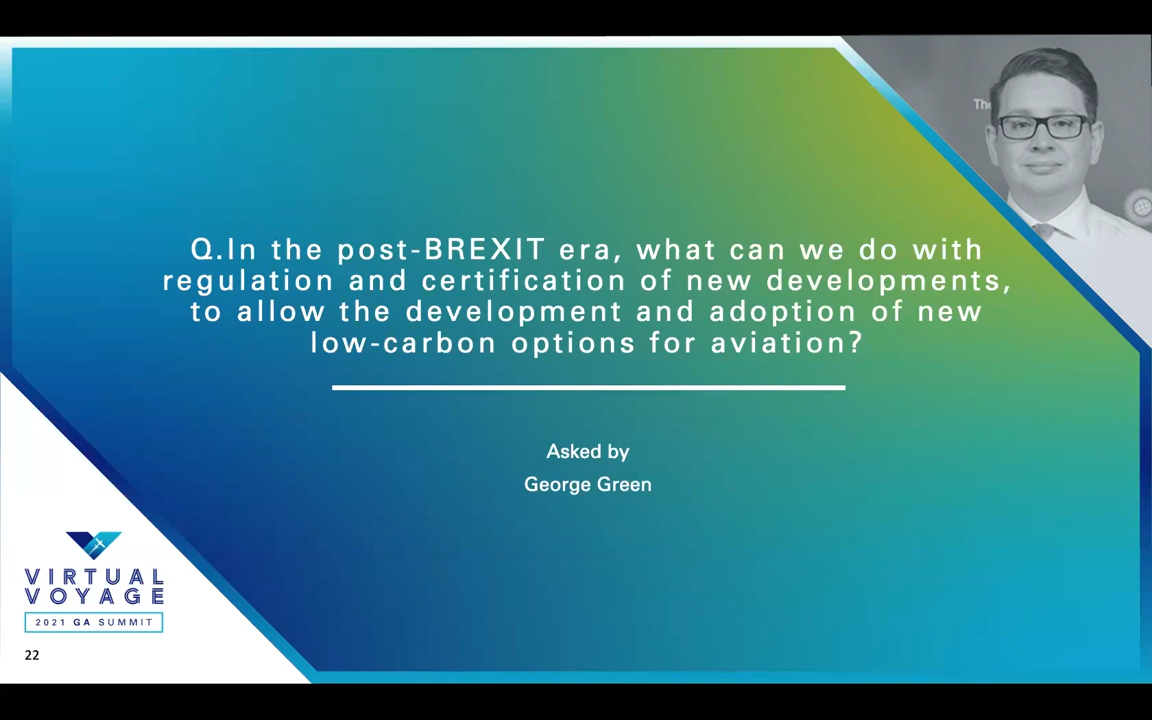 The
Q.In the post-BREXIT era, what can we do with
regulation and certification of new developments,
to allow the development and adoption of new
low-carbon options for aviation?
Asked by
George Green
VIRTUAL
VOYAGE
2021 GA SUMMIT
22